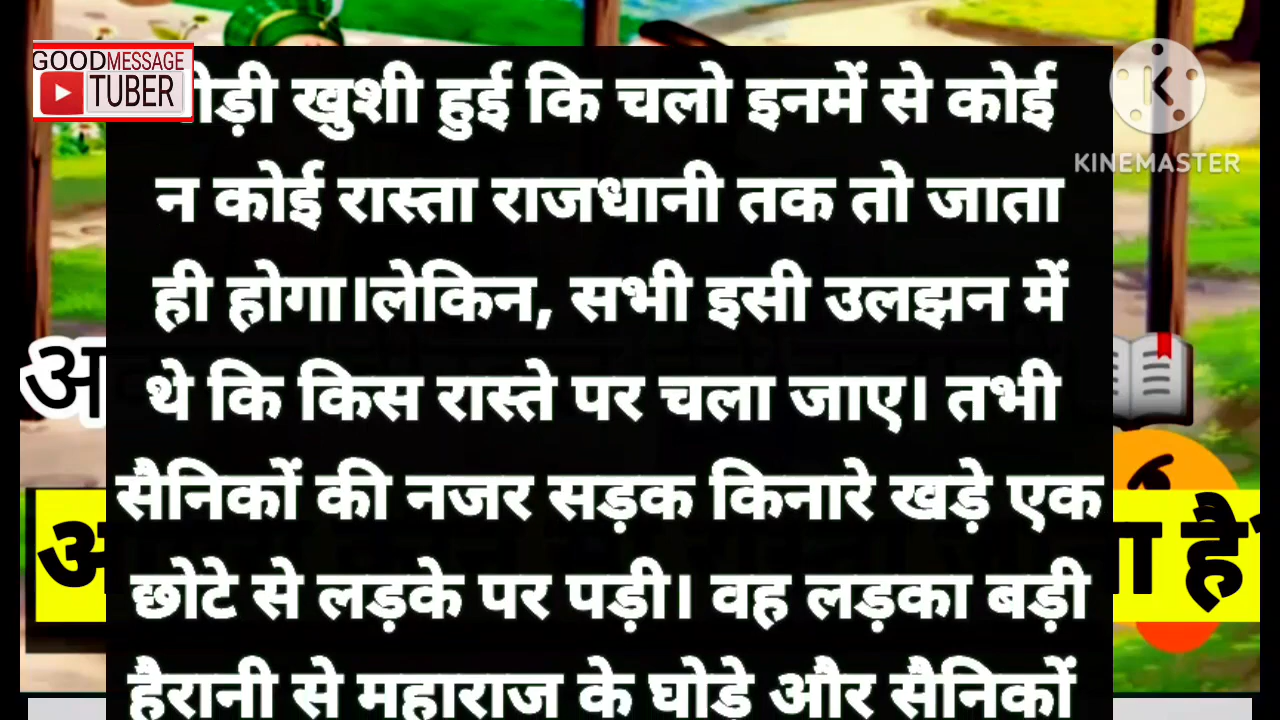 GOODMESSAGE
TUBER
खुशी हुई कि चलो इनमें से कोई
न कोई रास्ता राजधानी तक तो जाता
ही होगा।लेकिन, सभी इसी उलझन में
थे कि किस रास्ते पर चला जाए। तभी
सैनिकों की नजर सड़क किनारे खड़े एक
छोटे से लड़के पर पड़ी। वह लड़का बड़ी
हैरानी से महाराज के घोडे और सैनिकों
KINEMASTER
है